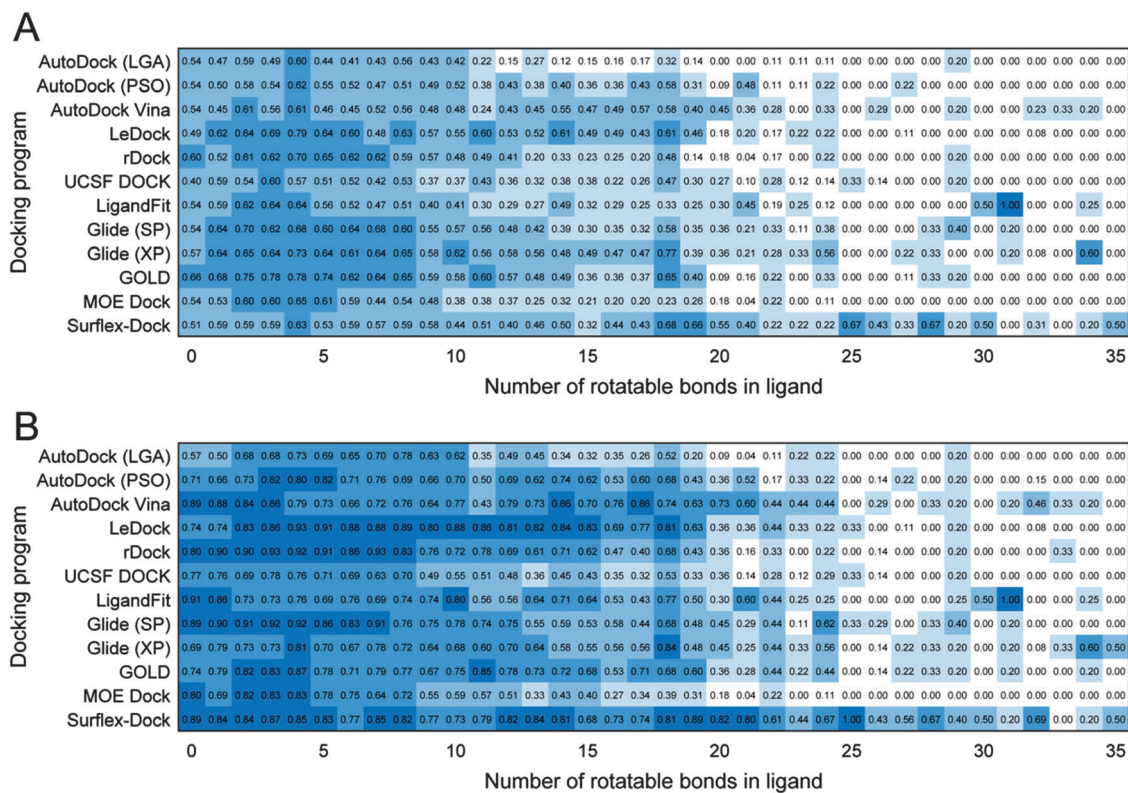 A
AutoDock (LGA) 0.54 0.47 0.59 0.49 0.60 0.44 0.41 0.43 0.56 0.43 0.42 0.22 0.15 0.27 0.12 0.15 0.16 0.17 0.32 0.14 0.00 0.00 0.11 0.11 0.11 0.00 0.00 0.00 0.00 0.20 0.00 0.00 0.00 0.00 0.00 0.00
AutoDock (PSO) 0.54 0.50 0.58 0.54 0.62 0.55 0.51 0.52 0.54 0.49 0.52 0.38 0.43 0.38 0.40 0.36 0.36 0.43 0.58 0.31 0.09 0.48 0.11 0.11 0.22 0.00 0.00 0.22 0.00 0.00 0.00 0.00 0.00 0.00 0.00 0.00
AutoDock Vina 0.54 0.45 0.61 0.56 0.61 0.46 0.45 0.52 0.56 0.48 0.48 0.24 0.43 0.45 0.55 0.47 0.49 0.57 0.58 0.40 0.45 0.36 0.28 0.00 0.33 0.00 0.29 0.00 0.00 0.20 0.00 0.00 0.23 0.33 0.20 0.00
LeDock 0.49 0.62 0.64 0.69 0.79 0.64 0.60 0.48 0.63 0.57 0.55 0.60 0.53 0.52 0.61 0.49 0.49 0.43 0.61 0.46 0.18 0.20 0.17 0.22 0.22 0.00 0.00 0.11 0.00 0.00 0.00 0.00 0.08 0.00 0.00 0.00
rDock 0.60 0.52 0.61 0.62 0.70 0.65 0.62 0.62 0.59 0.57 0.48 0.49 0.41 0.20 0.33 0.23 0.25 0.20 0.48 0.14 0.18 0.04 0.17 0.00 0.22 0.00 0.00 0.00 0.00 0.20 0.00 0.00 0.00 0.00 0.00 0.00
UCSF DOCK 0.40 0.59 0.54 0.60 0.57 0.51 0.52 0.42 0.53 0.37 0.37 0.43 0.36 0.32 0.38 0.38 0.22 0.26 0.47 0.30 0.27 0.10 0.28 0.12 0.14 0.33 0.14 0.00 0.00 0.00 0.00 0.00 0.00 0.00 0.00 0.00
LigandFit 0.54 0.59 0.62 0.64 0.64 0.56 0.52 0.47 0.51 0.40 0.41 0.30 0.29 0.27 0.49 0.32 0.29 0.25 0.33 0.25 0.20 0.45 0.19 0.25 0.12 0.00 0.00 0.00 0.00 0.00 0.50 1.00 0.00 0.00 0.25 0.00
Glide (SP) 0.54 0.64 0.70 0.62 0.68 0.60 0.64 0.68 0.60 0.55 0.57 0.56 0.48 0.42 0.39 0.30 0.30 0.32 0.58 0.35 0.36 0.21 0.33 0.11 0.38 0.00 0.00 0.00 0.33 0.40 0.00 0.20 0.00 0.00 0.00 0.00
Glide (XP) 0.57 0.64 0.65 0.64 0.73 0.64 0.61 0.64 0.65 0.56 0.62 0.56 0.58 0.56 0.48 0.49 0.47 0.47 0.77 0.39 0.36 0.21 0.33 0.33 0.56 0.00 0.00 0.22 0.33 0.00 0.00 0.20 0.08 0.00 0.60 0.00
GOLD 0.66 0.68 0.75 0.78 0.78 0.74 0.62 0.64 0.65 0.59 0.58 0.60 0.57 0.48 0.49 0.36 0.36 0.37 0.65 0.40 0.09 0.16 0.22 0.00 0.33 0.00 0.00 0.11 0.33 0.20 0.00 0.00 0.00 0.00 0.00 0.00
MOE Dock 0.54 0.53 0.60 0.60 0.65 0.61 0.59 0.44 0.54 0.48 0.38 0.38 0.37 0.25 0.32 0.21 0.20 0.20 0.23 0.26 0.18 0.04 0.22 0.00 0.11 0.00 0.00 0.00 0.00 0.00 0.00 0.00 0.00 0.00 0.00 0.00
Surflex-Dock 0.51 0.59 0.59 0.59 0.63 0.53 0.59 0.57 0.59 0.58 0.44 0.51 0.40 0.46 0.50 0.32 0.44 0.43 0.68 0.66 0.55 0.40 0.22 0.22 0.22 0.67 0.43 0.33 0.67 0.20 0.50 0.00 0.31 0.00 0.20 0.50
Docking program
0 5 10 15 20 25 30 35
Number of rotatable bonds in ligand
B
AutoDock (LGA) 0.57 0.50 0.68 0.68 0.73 0.69 0.65 0.70 0.78 0.63 0.62 0.35 0.49 0.45 0.34 0.32 0.35 0.26 0.52 0.20 0.09 0.04 0.11 0.22 0.22 0.00 0.00 0.00 0.00 0.20 0.00 0.00 0.00 0.00 0.00 0.00
AutoDock (PSO) 0.71 0.66 0.73 0.82 0.80 0.82 0.71 0.76 0.69 0.66 0.70 0.54 0.64 0.72 0.67 0.62 0.53 0.60 0.68 0.43 0.36 0.52 0.17 0.33 0.22 0.00 0.14 0.22 0.00 0.20 0.00 0.00 0.15 0.00 0.00 0.00
AutoDock Vina 0.89 0.88 0.84 0.86 0.79 0.73 0.66 0.72 0.76 0.64 0.77 0.43 0.79 0.73 0.86 0.70 0.76 0.86 0.74 0.63 0.73 0.60 0.44 0.44 0.44 0.00 0.29 0.00 0.33 0.20 0.00 0.20 0.46 0.33 0.20 0.00
LeDock 0.74 0.74 0.83 0.86 0.93 0.91 0.88 0.88 0.89 0.80 0.88 0.86 0.81 0.82 0.84 0.83 0.69 0.77 0.81 0.63 0.36 0.36 0.44 0.33 0.22 0.33 0.00 0.11 0.00 0.20 0.00 0.00 0.08 0.00 0.00 0.00
rDock 0.80 0.90 0.90 0.93 0.92 0.91 0.86 0.93 0.83 0.76 0.72 0.78 0.69 0.61 0.71 0.62 0.47 0.40 0.68 0.43 0.36 0.16 0.33 0.00 0.22 0.00 0.14 0.00 0.00 0.20 0.00 0.00 0.00 0.33 0.00 0.00
UCSF DOCK 0.77 0.76 0.69 0.78 0.76 0.71 0.69 0.63 0.70 0.49 0.55 0.51 0.48 0.36 0.45 0.43 0.35 0.32 0.53 0.33 0.36 0.14 0.28 0.12 0.29 0.33 0.14 0.00 0.00 0.20 0.00 0.00 0.00 0.00 0.00 0.00
LigandFit 0.91 0.86 0.73 0.73 0.76 0.69 0.76 0.69 0.74 0.74 0.80 0.56 0.56 0.64 0.71 0.64 0.53 0.43 0.77 0.50 0.30 0.60 0.44 0.25 0.25 0.00 0.00 0.00 0.00 0.25 0.50 1.00 0.00 0.00 0.25 0.00
Glide (SP) 0.89 0.90 0.91 0.92 0.92 0.86 0.83 0.91 0.76 0.75 0.78 0.74 0.75 0.55 0.59 0.53 0.58 0.44 0.68 0.48 0.45 0.29 0.44 0.11 0.62 0.33 0.29 0.00 0.33 0.40 0.00 0.20 0.00 0.00 0.00 0.00
Glide (XP) 0.69 0.79 0.73 0.73 0.81 0.70 0.67 0.78 0.72 0.64 0.68 0.60 0.70 0.64 0.58 0.55 0.58 0.56 0.84 0.48 0.45 0.25 0.44 0.33 0.56 0.00 0.14 0.22 0.33 0.20 0.00 0.20 0.08 0.33 0.60 0.50
GOLD 0.74 0.79 0.82 0.83 0.87 0.78 0.74 0.79 0.77 0.67 0.75 0.85 0.78 0.73 0.72 0.68 0.53 0.71 0.68 0.60 0.36 0.28 0.44 0.22 0.44 0.00 0.14 0.22 0.33 0.20 0.00 0.20 0.00 0.00 0.00 0.00
MOE Dock 0.80 0.69 0.82 0.83 0.83 0.78 0.75 0.64 0.72 0.55 0.59 0.57 0.51 0.33 0.43 0.40 0.27 0.34 0.39 0.31 0.18 0.04 0.22 0.00 0.11 0.00 0.00 0.00 0.00 0.00 0.00 0.00 0.00 0.00 0.00 0.00
Surflex-Dock 0.89 0.84 0.84 0.87 0.85 0.83 0.77 0.85 0.82 0.77 0.73 0.79 0.82 0.84 0.81 0.68 0.73 0.74 0.81 0.89 0.82 0.80 0.61 0.44 0.67 1.00 0.43 0.56 0.67 0.40 0.50 0.20 0.69 0.00 0.20 0.50
Docking program
0 5 10 15 20 25 30 35
Number of rotatable bonds in ligand